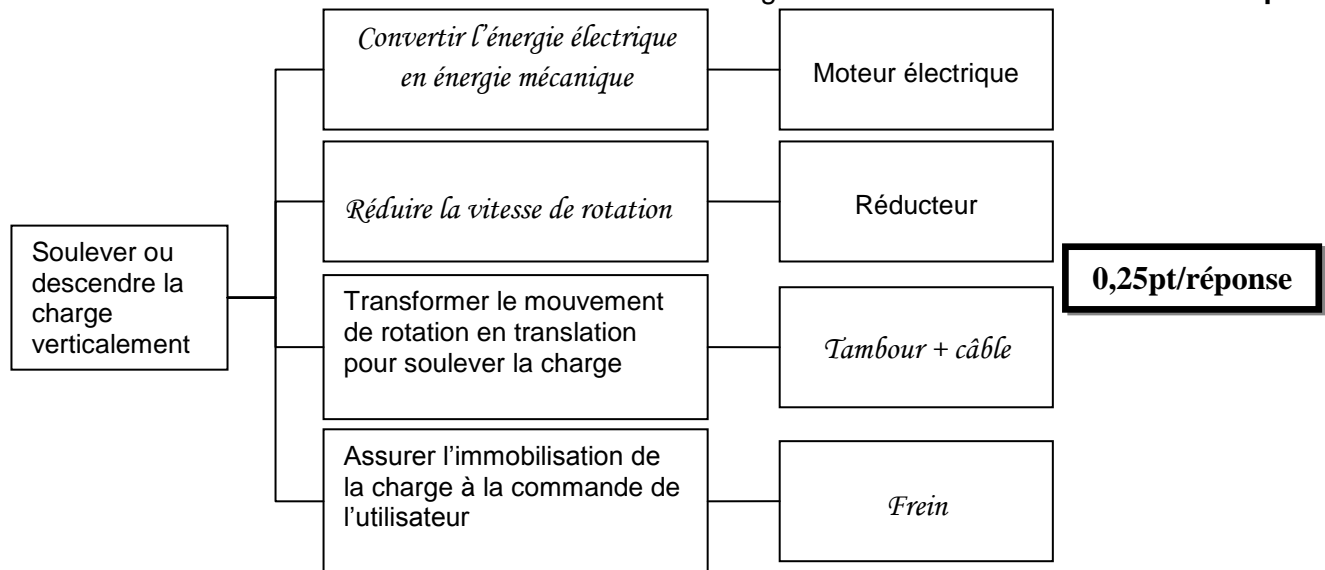 Convertir l’énergie électrique
en énergie mécanique
Moteur électrique
Réduire la vitesse de rotation
Réducteur
Soulever ou
descendre la
charge
verticalement
0,25pt/réponse
Transformer le mouvement
de rotation en translation
pour soulever la charge
Tambour + câble
Assurer l’immobilisation de
la charge à la commande de
l’utilisateur
Frein